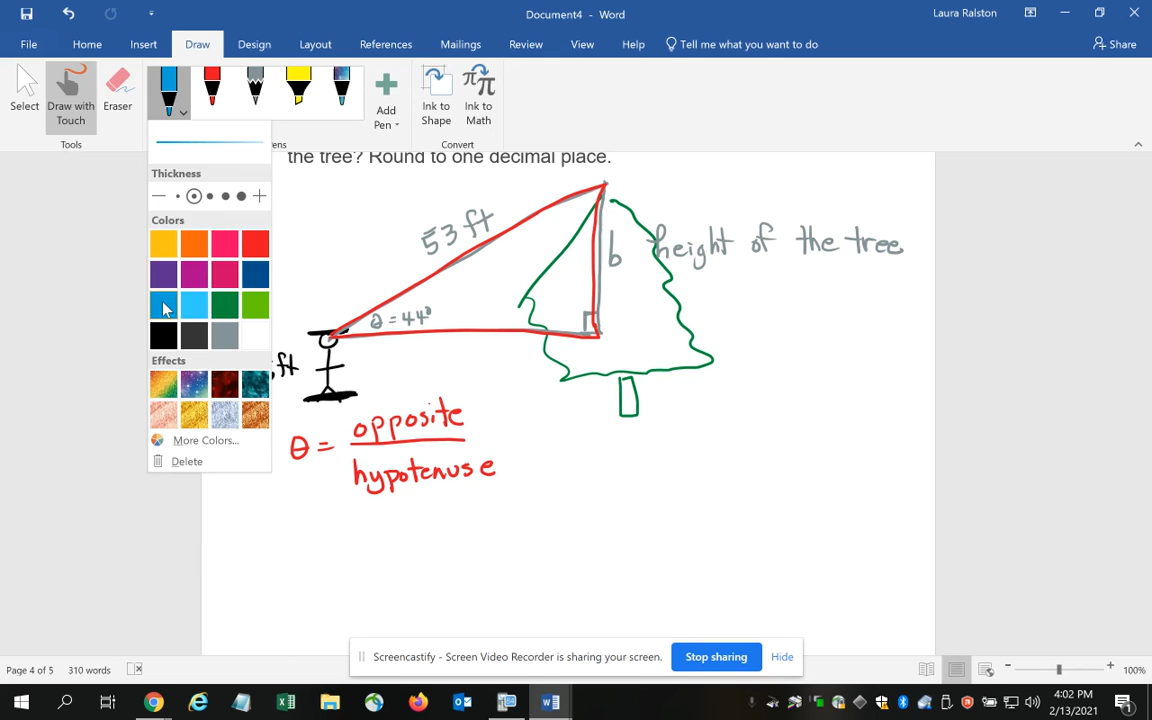 Document4 - Word
Laura Ralston
File Home Insert Draw Design Layout References Mailings Review View Help Tell me what you want to do Share
Select
Draw with Touch
Eraser
Add Pen
Ink to Shape
Ink to Math
Tools
ens
Convert
Thickness
Colors
Effects
More Colors...
Delete
the tree? Round to one decimal place.
53 ft
b height of the tree
θ = 44°
ft
θ = opposite
hypotenuse
Screencastify - Screen Video Recorder is sharing your screen.
Stop sharing
Hide
Page 4 of 5
310 words
100%
4:02 PM
2/13/2021